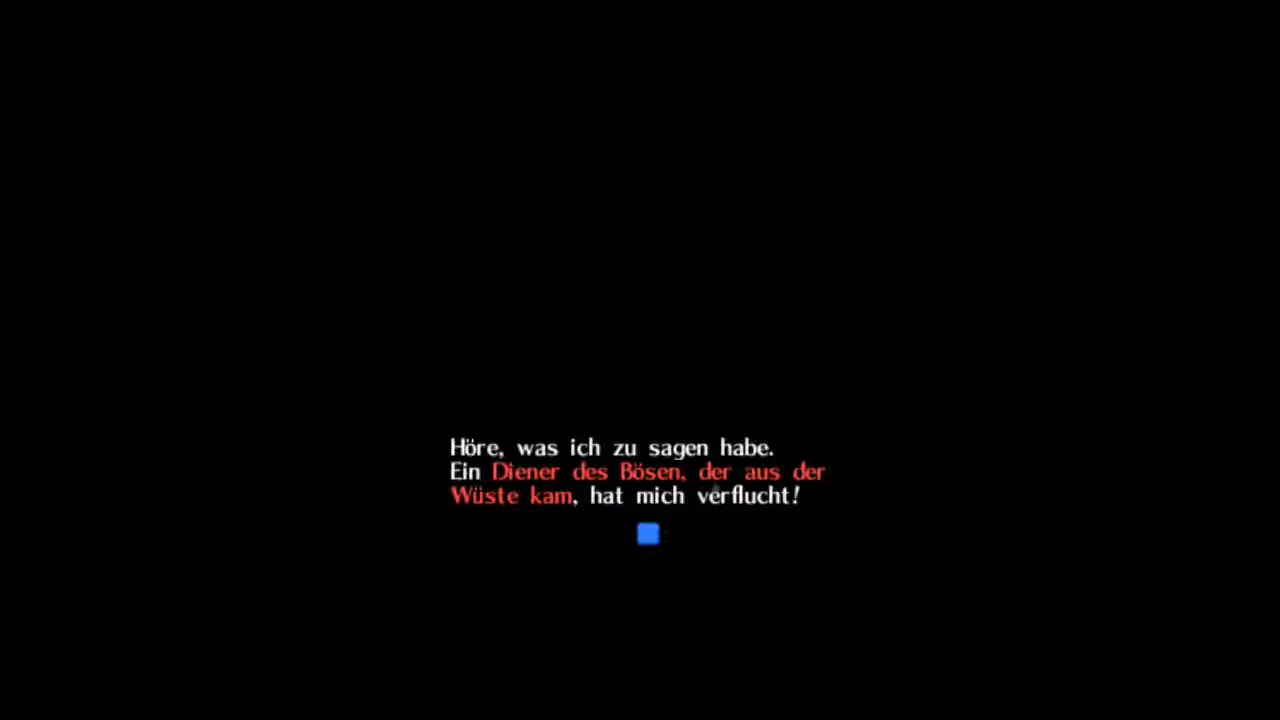 Höre, was ich zu sagen habe.
Ein Diener des Bösen, der aus der
Wüste kam, hat mich verflucht!